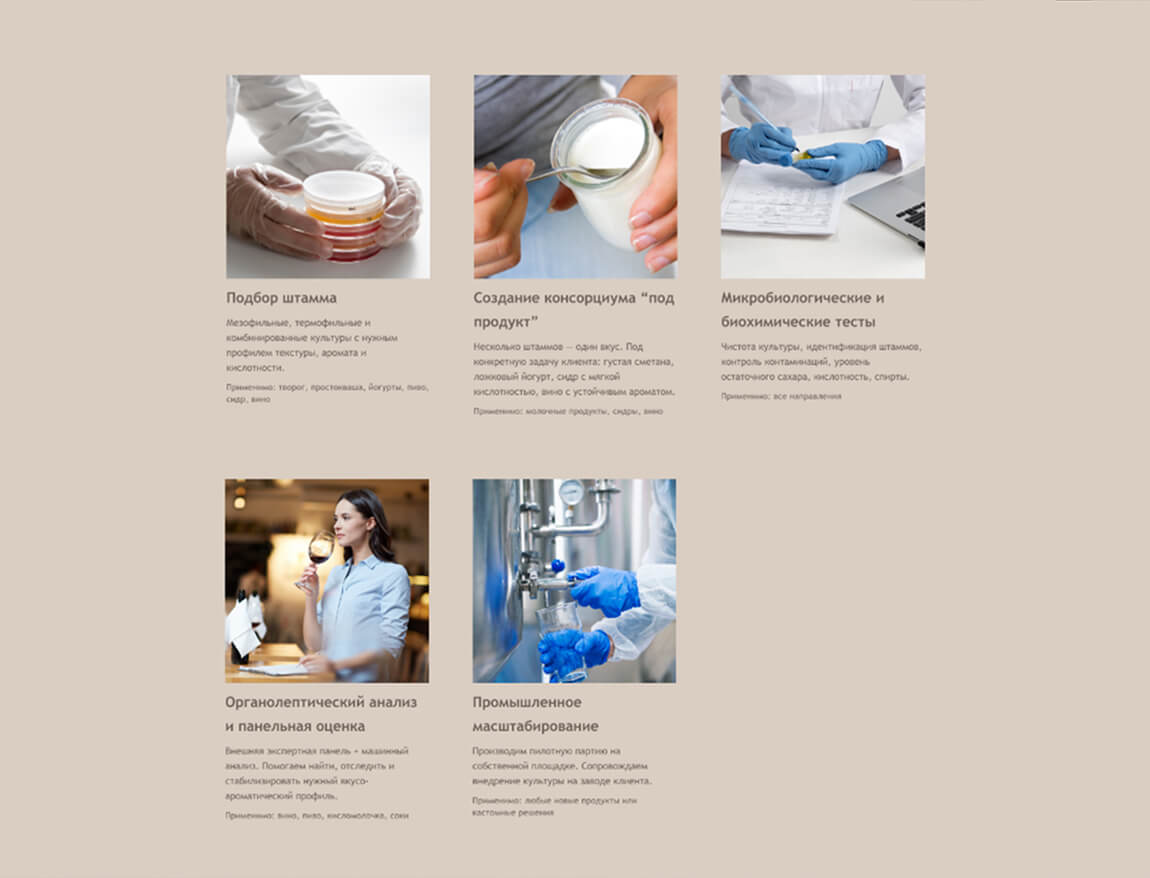 Подбор штамма
Мезофильные, термофильные и
комбинированные культуры с нужным
профилем текстуры, аромата и
кислотности.
Применимо: творог, простокваша, йогурты, пиво,
сидр, вино
Создание консорциума “под
продукт”
Несколько штаммов — один вкус. Под
конкретную задачу клиента: густая сметана,
ложковый йогурт, сидр с мягкой
кислотностью, вино с устойчивым ароматом.
Применимо: молочные продукты, сидры, вино
Микробиологические и
биохимические тесты
Чистота культуры, идентификация штаммов,
контроль контаминаций, уровень
остаточного сахара, кислотность, спирты.
Применимо: все направления
Органолептический анализ
и панельная оценка
Внешняя экспертная панель + машинный
анализ. Помогаем найти, отследить и
стабилизировать нужный вкусо-
ароматический профиль.
Применимо: вино, пиво, кисломолочка, соки
Промышленное
масштабирование
Производим пилотную партию на
собственной площадке. Сопровождаем
внедрение культуры на заводе клиента.
Применимо: любые новые продукты или
кастомные решения